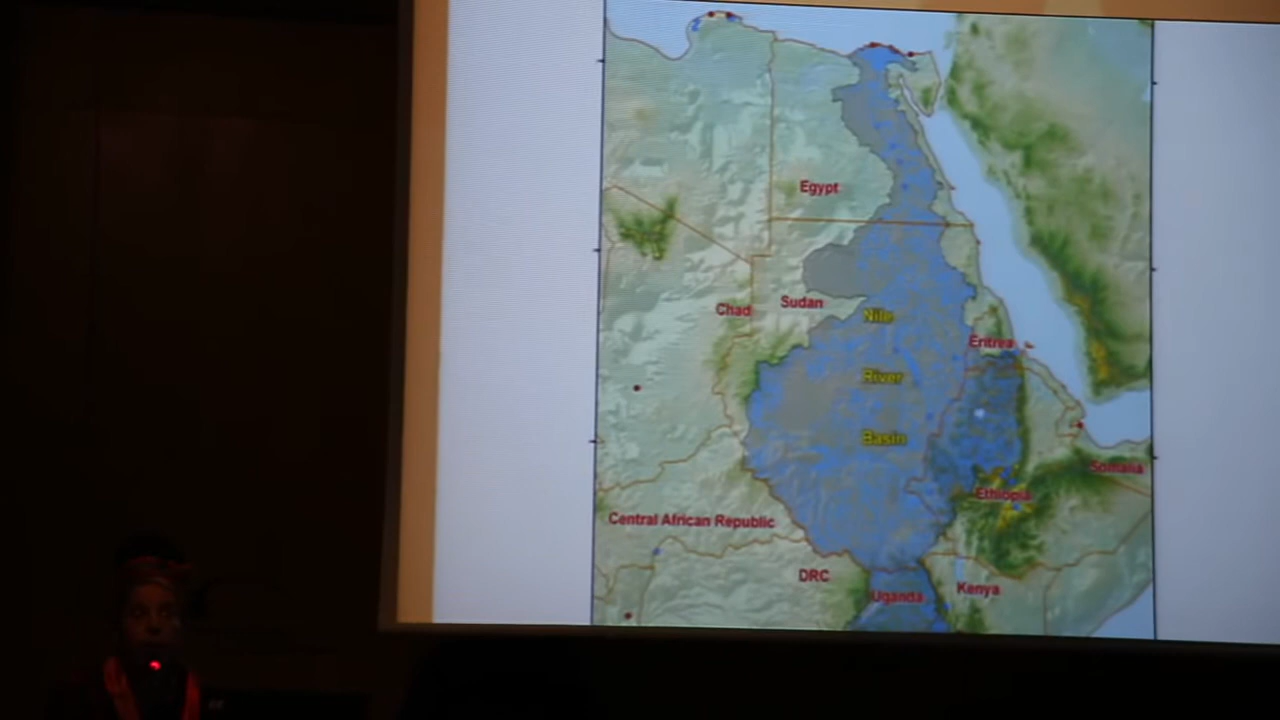 Egypt
Chad
Sudan
Nile
Eritrea
River
Basin
Somalia
Ethiopia
Central African Republic
DRC
Uganda
Kenya